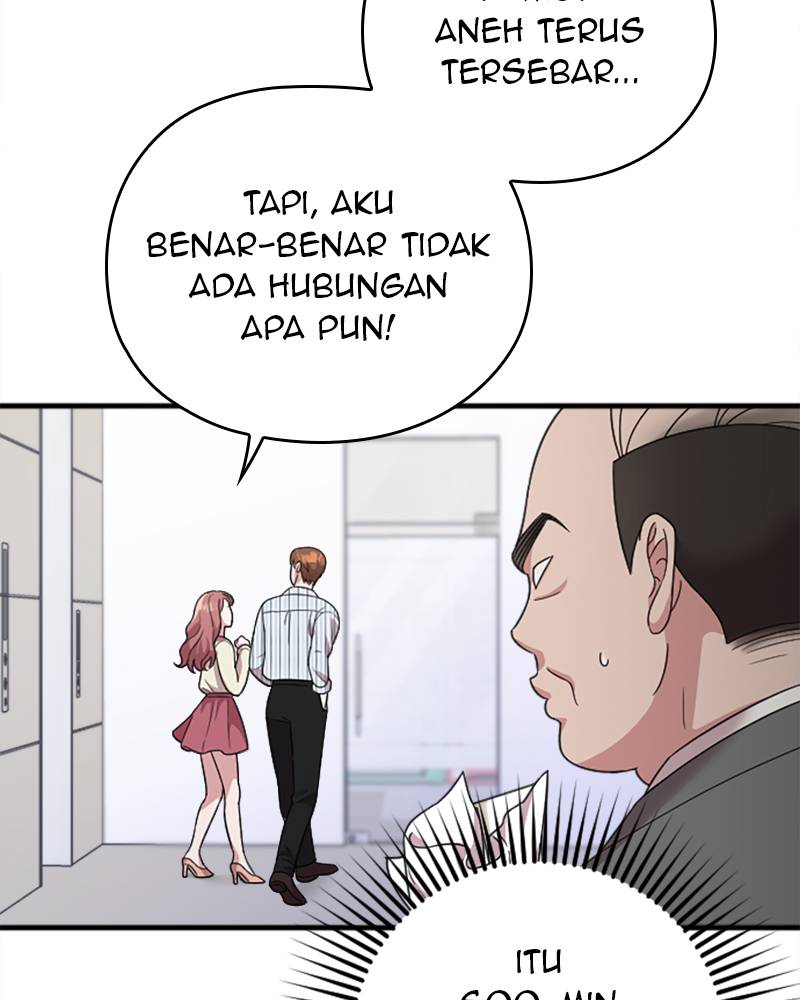 ANEH TERUS
TERSEBAR...
TAPI, AKU
BENAR-BENAR TIDAK
ADA HUBUNGAN
APA PUN!
ITU